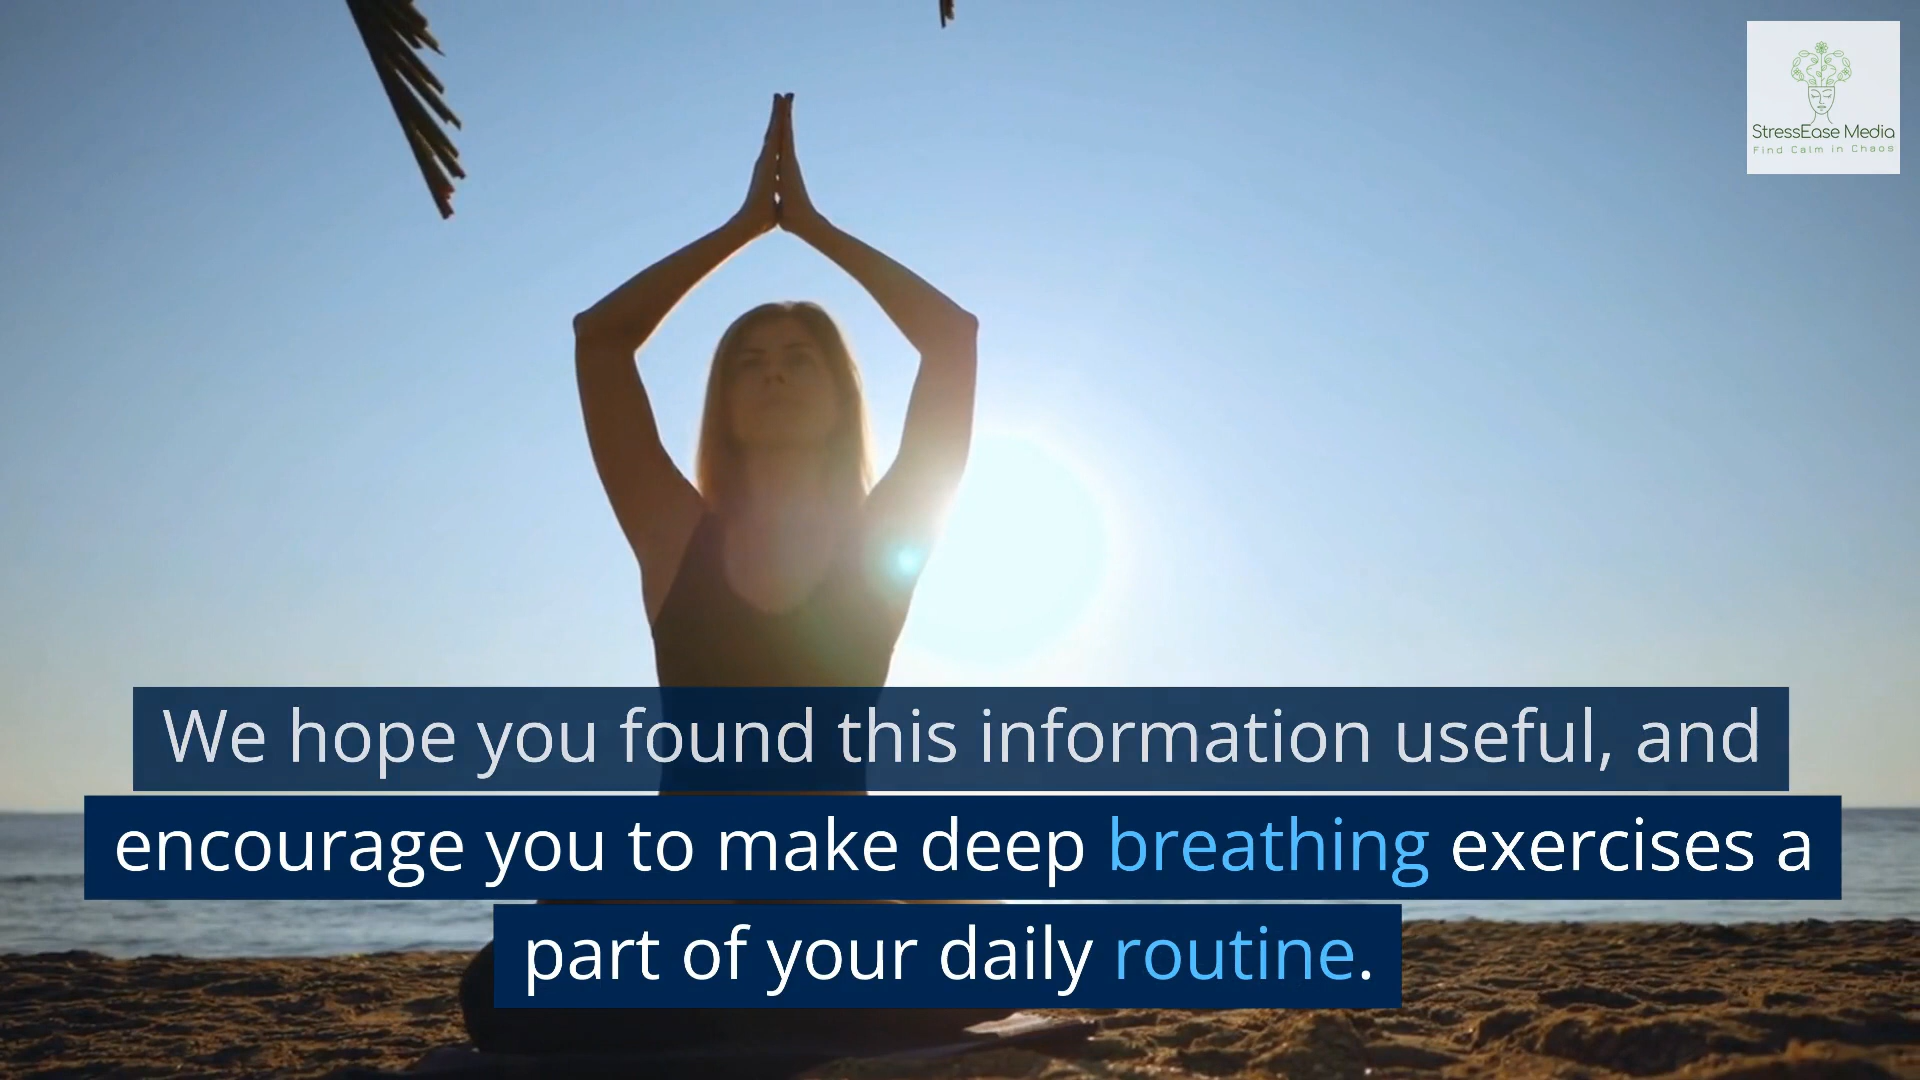 StressEase Media
Find Calm in Chaos
We hope you found this information useful, and
encourage you to make deep breathing exercises a
part of your daily routine.